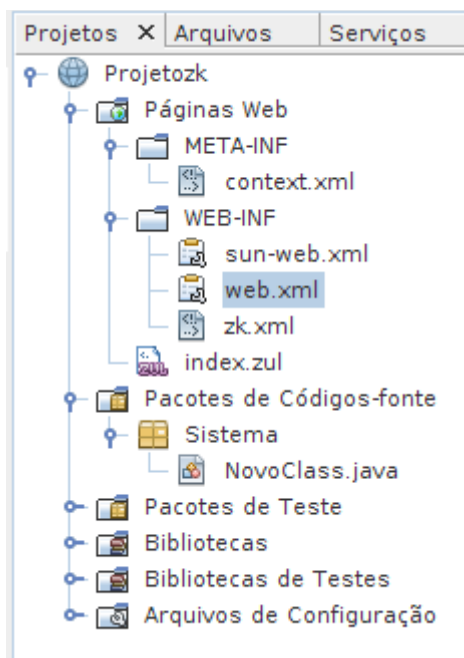 Projetos Arquivos Serviços
Projetozk
Páginas Web
META-INF
context.xml
WEB-INF
sun-web.xml
web.xml
zk.xml
index.zul
Pacotes de Códigos-fonte
Sistema
NovoClass.java
Pacotes de Teste
Bibliotecas
Bibliotecas de Testes
Arquivos de Configuração